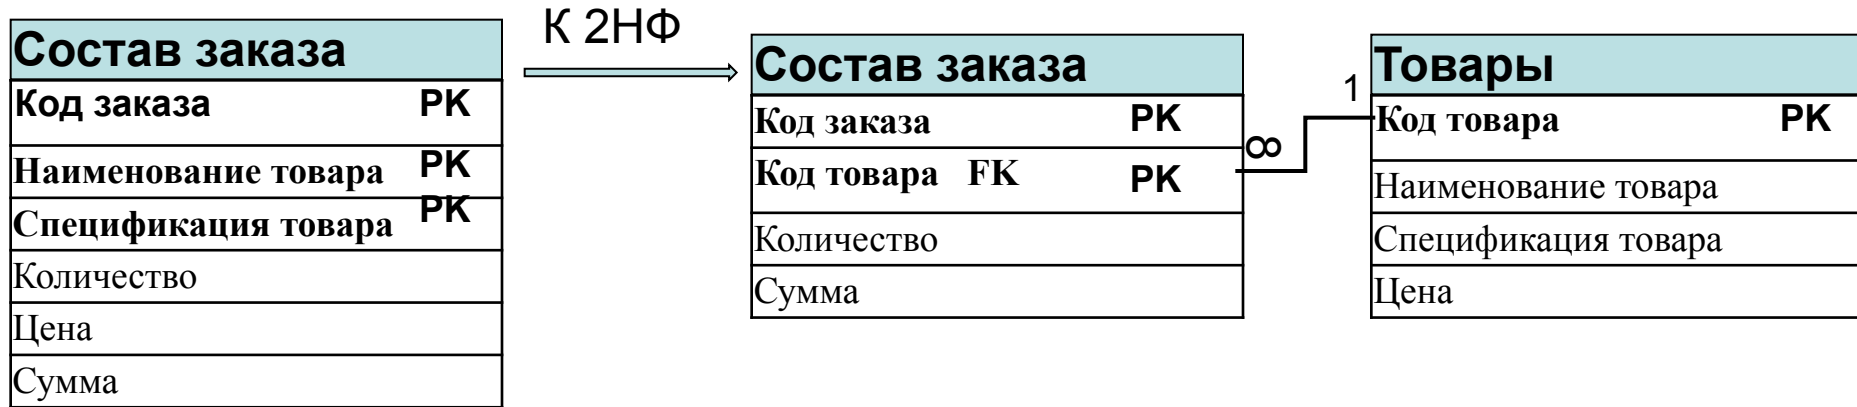 К 2НФ
Состав заказа
Код заказа PK
Наименование товара PK
Спецификация товара PK
Количество
Цена
Сумма
Состав заказа
Код заказа PK
Код товара FK PK
Количество
Сумма
∞
1
Товары
Код товара PK
Наименование товара
Спецификация товара
Цена